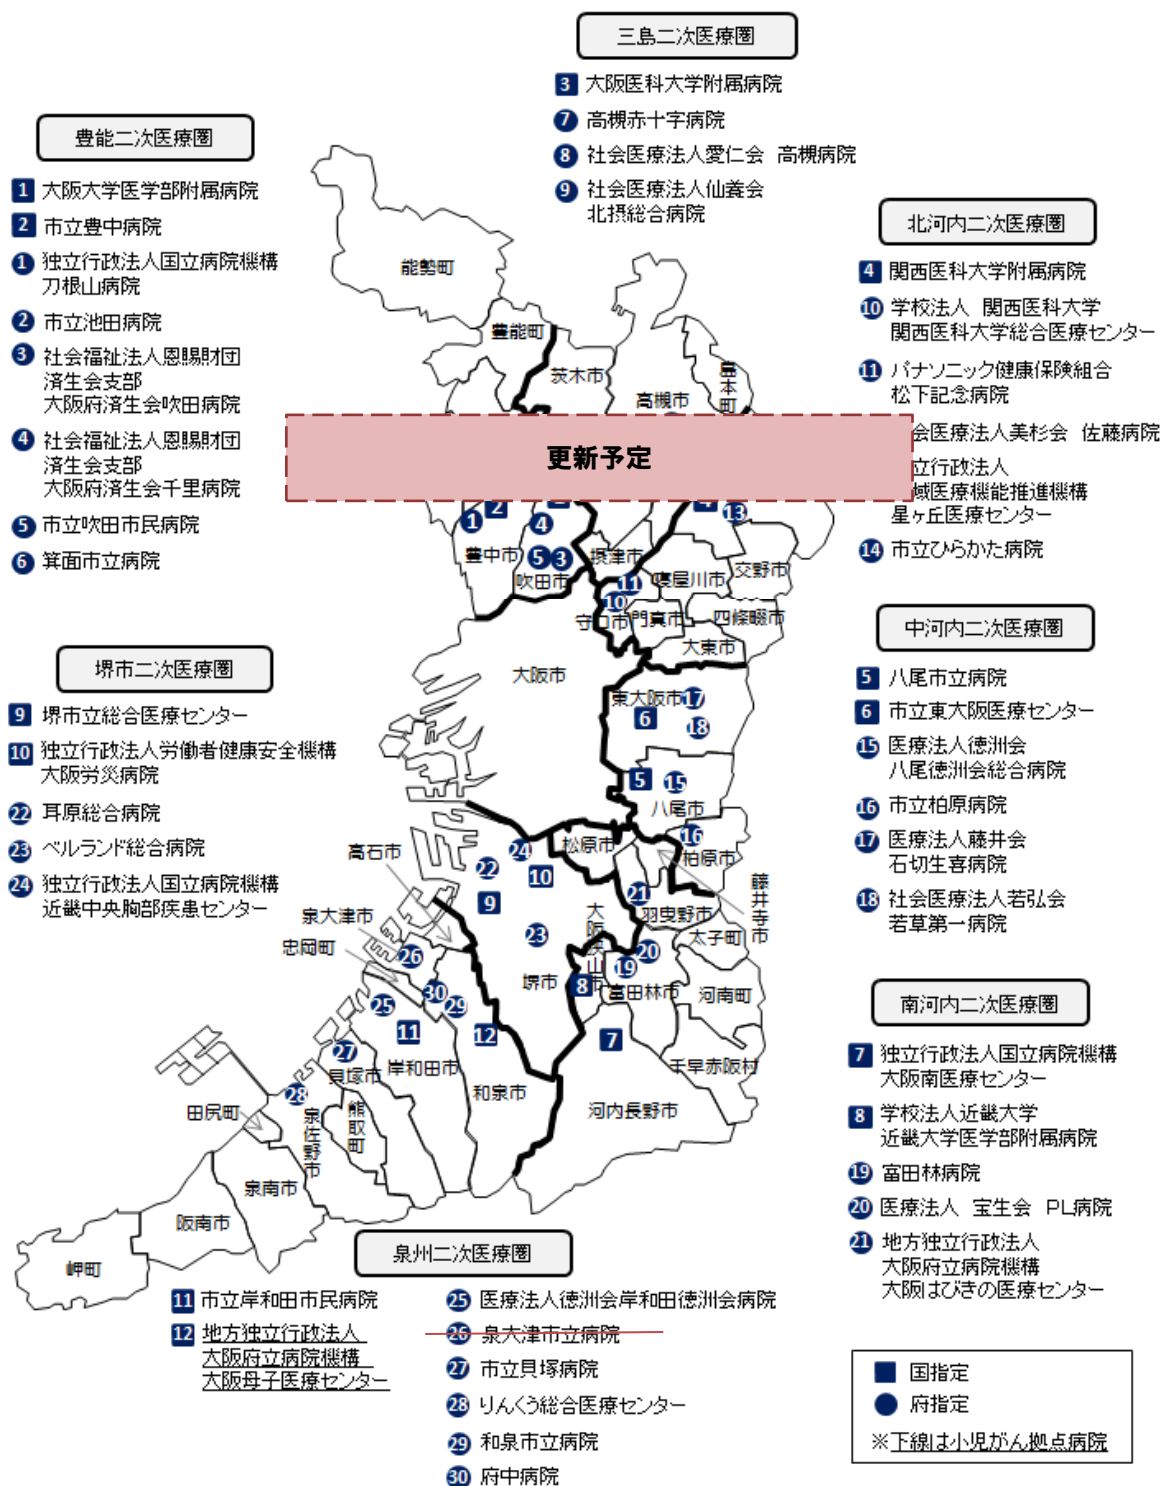 三島二次医療圏
3 大阪医科大学附属病院
7 高槻赤十字病院
8 社会医療法人愛仁会 高槻病院
9 社会医療法人仙養会
北摂総合病院
豊能二次医療圏
1 大阪大学医学部附属病院
2 市立豊中病院
1 独立行政法人国立病院機構
刀根山病院
2 市立池田病院
3 社会福祉法人恩賜財団
済生会支部
大阪府済生会吹田病院
4 社会福祉法人恩賜財団
済生会支部
大阪府済生会千里病院
5 市立吹田市民病院
6 箕面市立病院
北河内二次医療圏
4 関西医科大学附属病院
10 学校法人 関西医科大学
関西医科大学総合医療センター
11 パナソニック健康保険組合
松下記念病院
会医療法人美杉会 佐藤病院
立行政法人
域医療機能推進機構
星ヶ丘医療センター
14 市立ひらかた病院
中河内二次医療圏
5 八尾市立病院
6 市立東大阪医療センター
15 医療法人徳洲会
八尾徳洲会総合病院
16 市立柏原病院
17 医療法人藤井会
石切生喜病院
18 社会医療法人若弘会
若草第一病院
堺市二次医療圏
9 堺市立総合医療センター
10 独立行政法人労働者健康安全機構
大阪労災病院
22 耳原総合病院
23 ベルランド総合病院
24 独立行政法人国立病院機構
近畿中央胸部疾患センター
南河内二次医療圏
7 独立行政法人国立病院機構
大阪南医療センター
8 学校法人近畿大学
近畿大学医学部附属病院
19 富田林病院
20 医療法人 宝生会 PL病院
21 地方独立行政法人
大阪府立病院機構
大阪はびきの医療センター
泉州二次医療圏
11 市立岸和田市民病院
12 地方独立行政法人
大阪府立病院機構
大阪母子医療センター
25 医療法人徳洲会岸和田徳洲会病院
26 泉大津市立病院
27 市立貝塚病院
28 りんくう総合医療センター
29 和泉市立病院
30 府中病院
国指定
府指定
※下線は小児がん拠点病院
更新予定
能勢町
豊能町
茨木市
高槻市
島本町
2
1
4
5
3
4
13
豊中市
吹田市
摂津市
11
10
寝屋川市
交野市
守口市
門真市
四條畷市
大東市
大阪市
東大阪市
17
6
18
5
15
八尾市
16
柏原市
松原市
藤井寺市
21
羽曳野市
太子町
24
22
10
9
23
堺市
高石市
泉大津市
忠岡町
26
30
29
25
11
12
大阪狭山市
8
20
19
富田林市
河南町
7
千早赤阪村
河内長野市
27
貝塚市
岸和田市
和泉市
28
田尻町
泉佐野市
熊取町
泉南市
阪南市
岬町